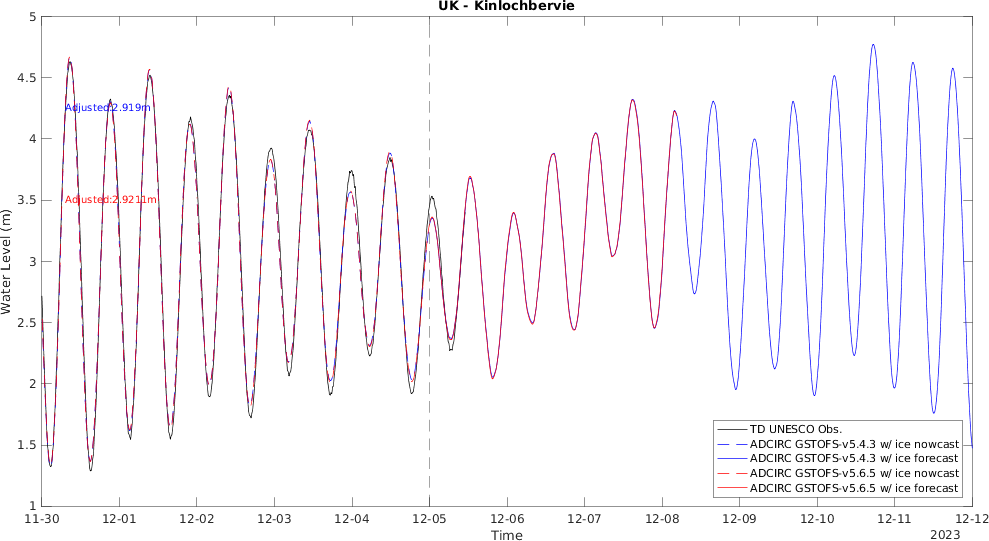 UK - Kinlochbervie
5
4.5
4
3.5
3
2.5
2
1.5
1
Water Level (m)
Adjusted:2.919m
Adjusted:2.9211m
TD UNESCO Obs.
ADCIRC GSTOFS-v5.4.3 w/ ice nowcast
ADCIRC GSTOFS-v5.4.3 w/ ice forecast
ADCIRC GSTOFS-v5.6.5 w/ ice nowcast
ADCIRC GSTOFS-v5.6.5 w/ ice forecast
11-30 12-01 12-02 12-03 12-04 12-05 12-06 12-07 12-08 12-09 12-10 12-11 12-12
Time
2023